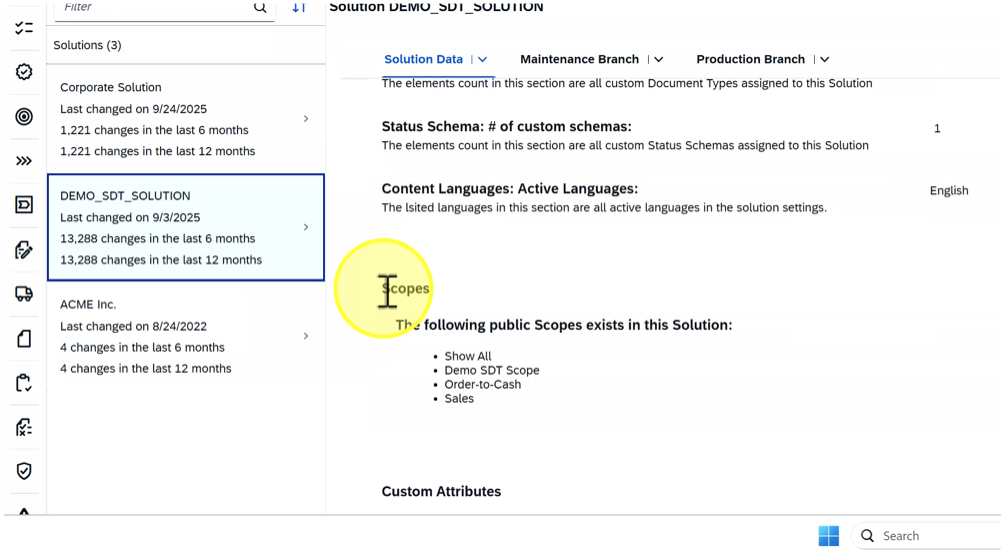 Filter
Solutions (3)
Corporate Solution
Last changed on 9/24/2025
1,221 changes in the last 6 months
1,221 changes in the last 12 months
DEMO_SDT_SOLUTION
Last changed on 9/3/2025
13,288 changes in the last 6 months
13,288 changes in the last 12 months
ACME Inc.
Last changed on 8/24/2022
4 changes in the last 6 months
4 changes in the last 12 months
Solution DEMO_SDT_SOLUTION
Solution Data
Maintenance Branch
Production Branch
The elements count in this section are all custom Document Types assigned to this Solution
Status Schema: # of custom schemas:
1
The elements count in this section are all custom Status Schemas assigned to this Solution
Content Languages: Active Languages:
English
The lsited languages in this section are all active languages in the solution settings.
Scopes
The following public Scopes exists in this Solution:
Show All
Demo SDT Scope
Order-to-Cash
Sales
Custom Attributes
Search